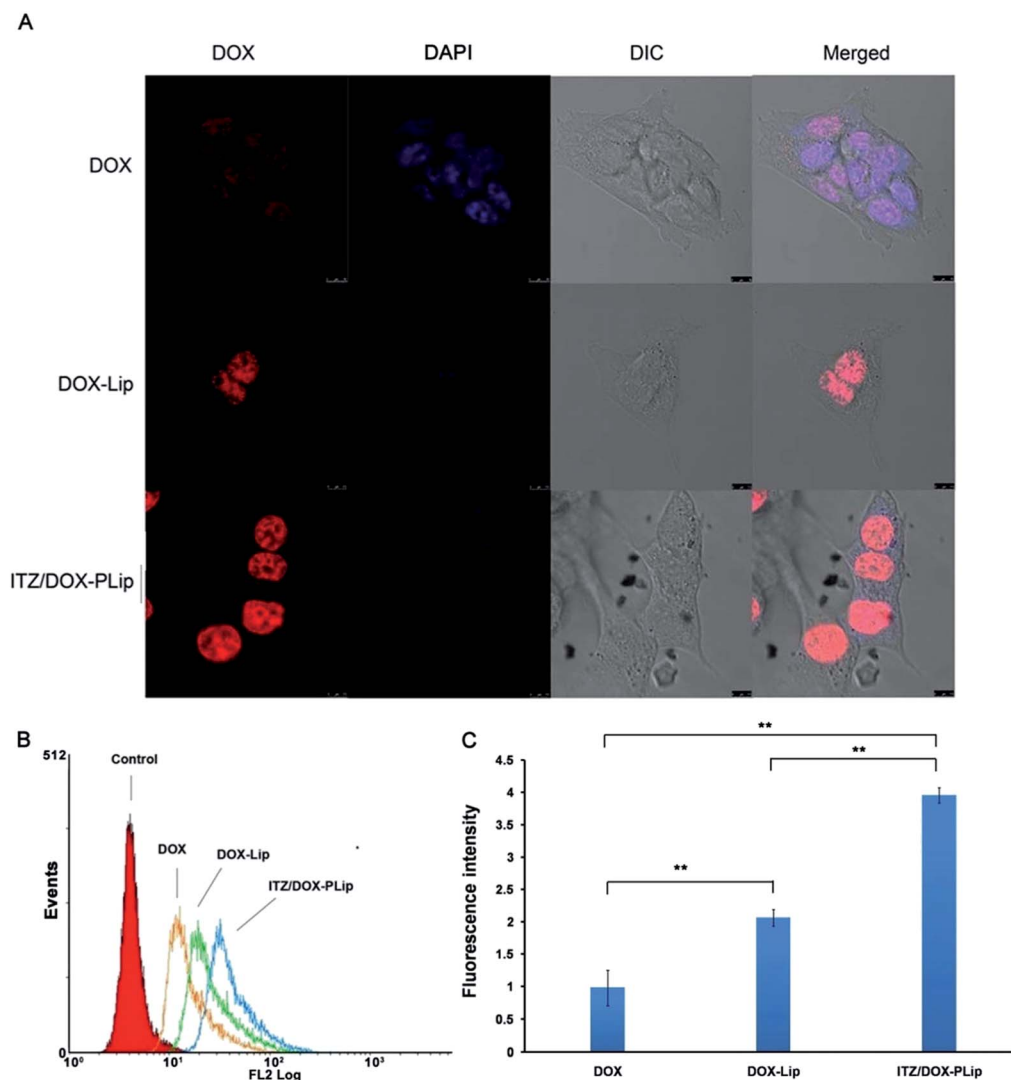 A
DOX DAPI DIC Merged
DOX
DOX-Lip
ITZ/DOX-PLip
B
512
Control
DOX
DOX-Lip
ITZ/DOX-PLip
Events
0
10⁰ 10¹ 10² 10³
FL2 Log
C
**
**
**
4.5
4
3.5
3
2.5
2
1.5
1
0.5
0
Fluorescence intensity
DOX DOX-Lip ITZ/DOX-PLip